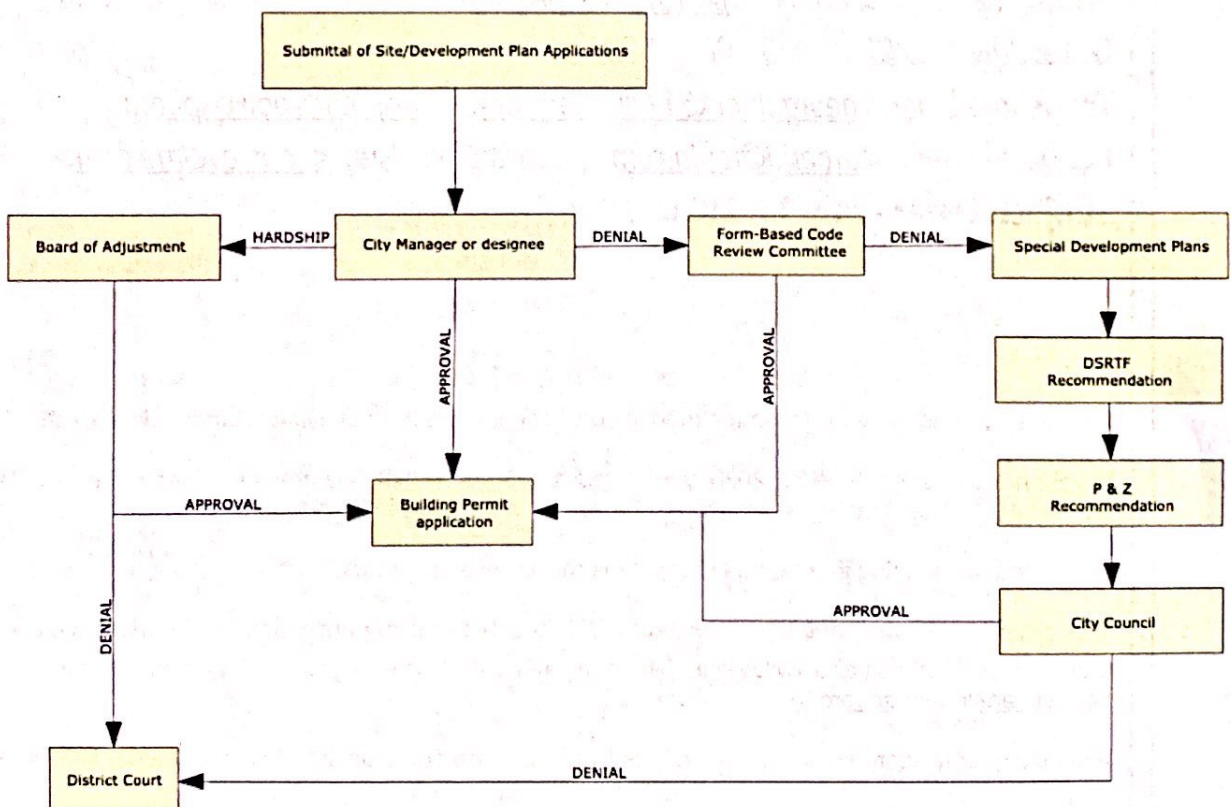 Submittal of Site/Development Plan Applications
Board of Adjustment
HARDSHIP
City Manager or designee
DENIAL
Form-Based Code
Review Committee
DENIAL
Special Development Plans
APPROVAL
APPROVAL
DSRTF
Recommendation
APPROVAL
Building Permit
application
P & Z
Recommendation
DENIAL
APPROVAL
City Council
District Court
DENIAL